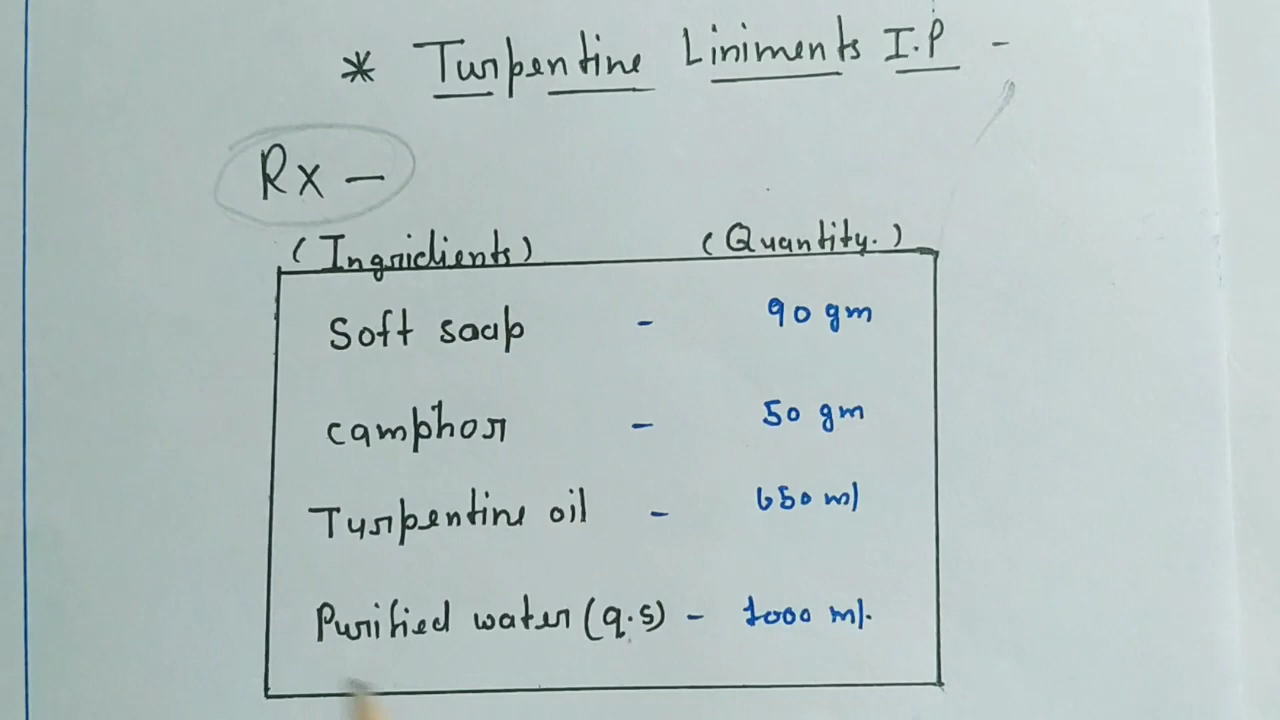 * Turpentine Liniments I.P -
Rx -
(Ingridients) (Quantity.)
Soft soap - 90 gm
camphor - 50 gm
Turpentine oil - 650 ml
Purified water (q.s) - 1000 ml.